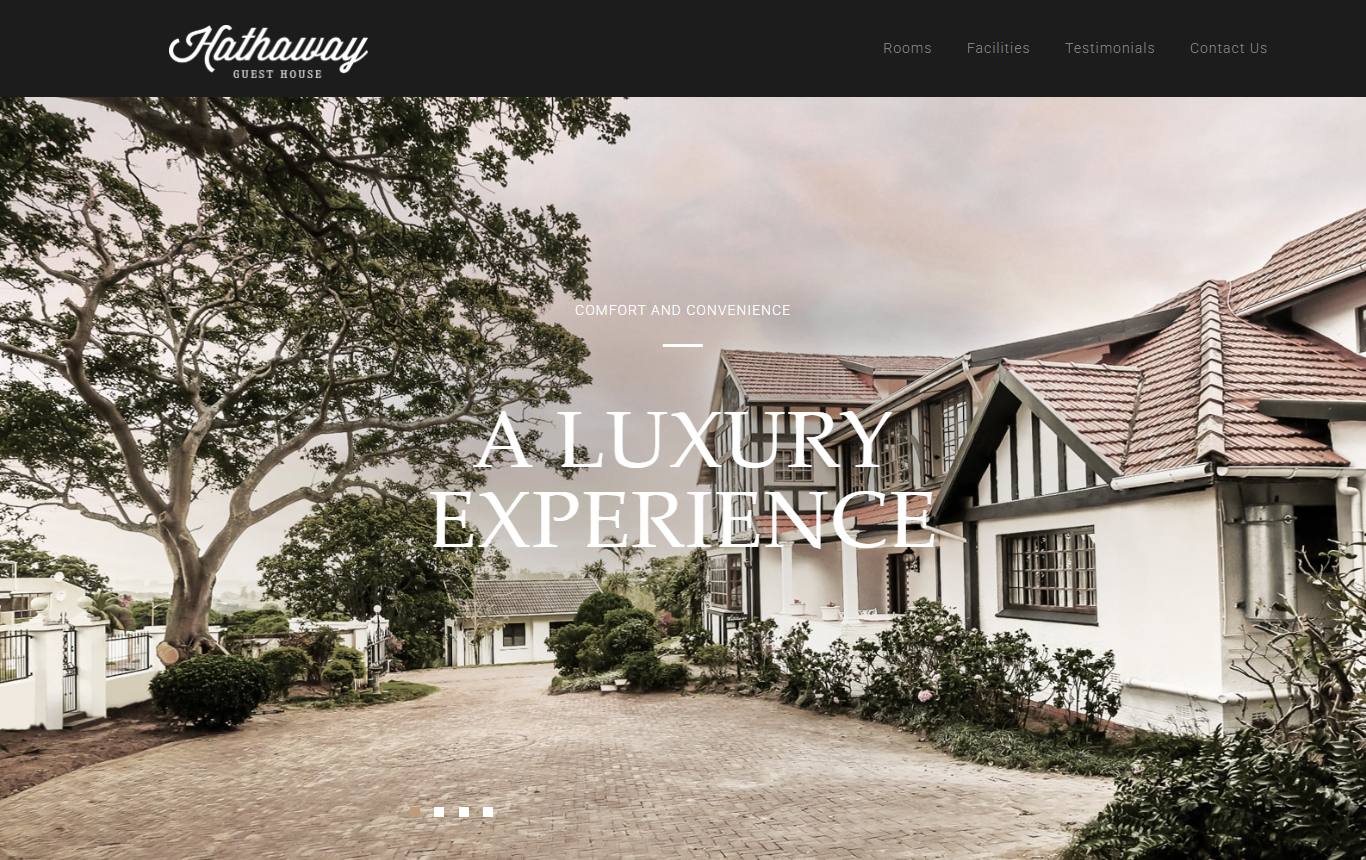 Hathaway
GUEST HOUSE
Rooms
Facilities
Testimonials
Contact Us
COMFORT AND CONVENIENCE
A LUXURY
EXPERIENCE